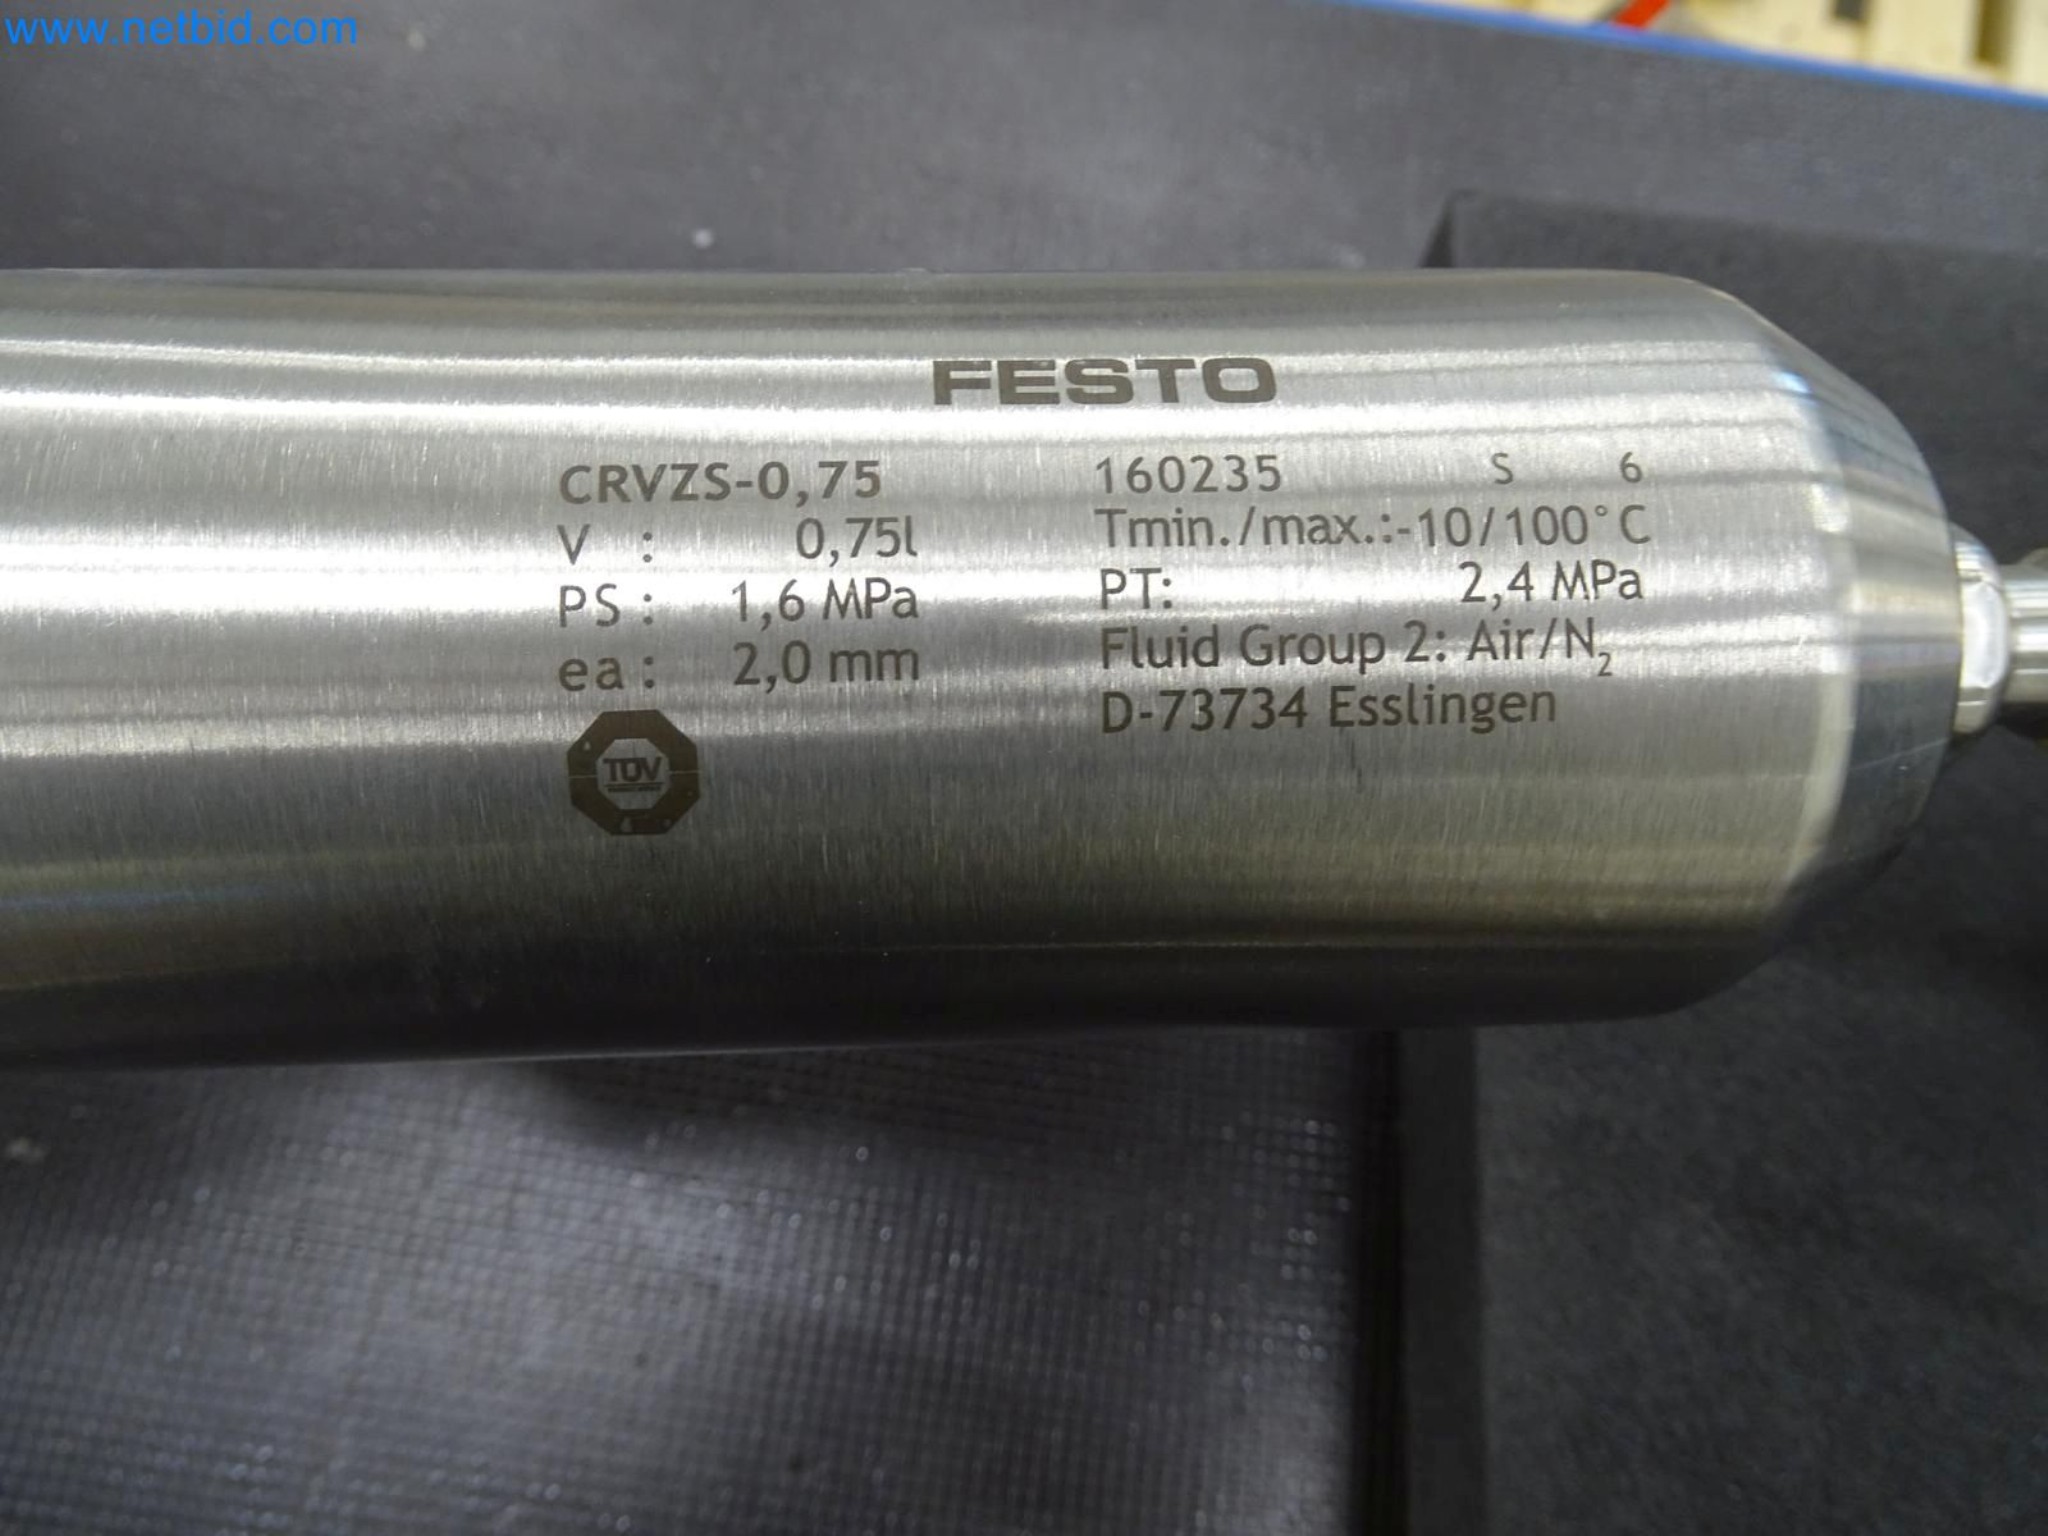 www.netbid.com
FESTO
CRVZS-0,75 160235 S 6
V : 0,75l Tmin./max.:-10/100°C
PS: 1,6 MPa PT: 2,4 MPa
ea: 2,0 mm Fluid Group 2: Air/N₂
D-73734 Esslingen
TÜV